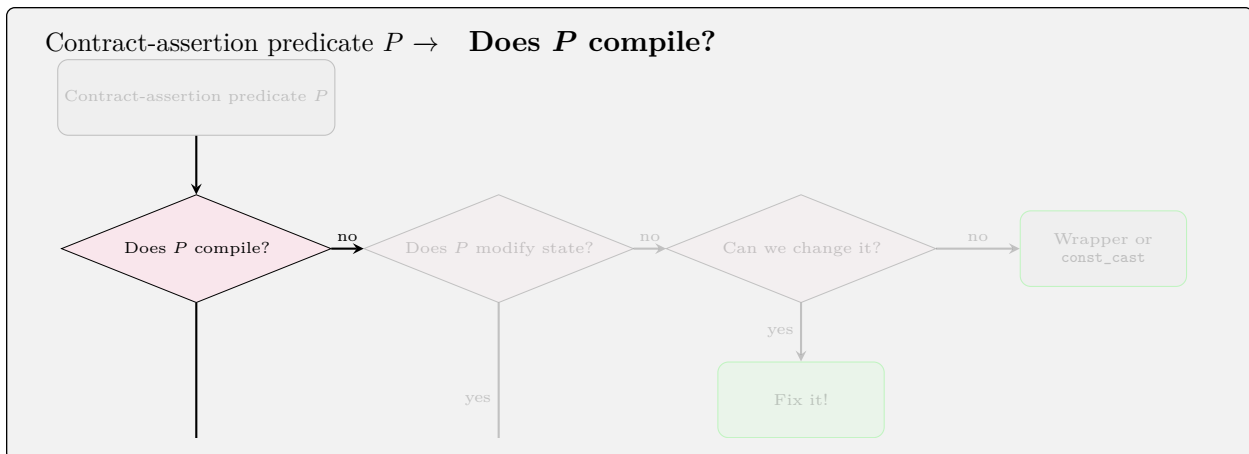 Contract-assertion predicate P → Does P compile?
Contract-assertion predicate P
Does P compile?
no
Does P modify state?
no
Can we change it?
no
Wrapper or
const_cast
yes
yes
Fix it!